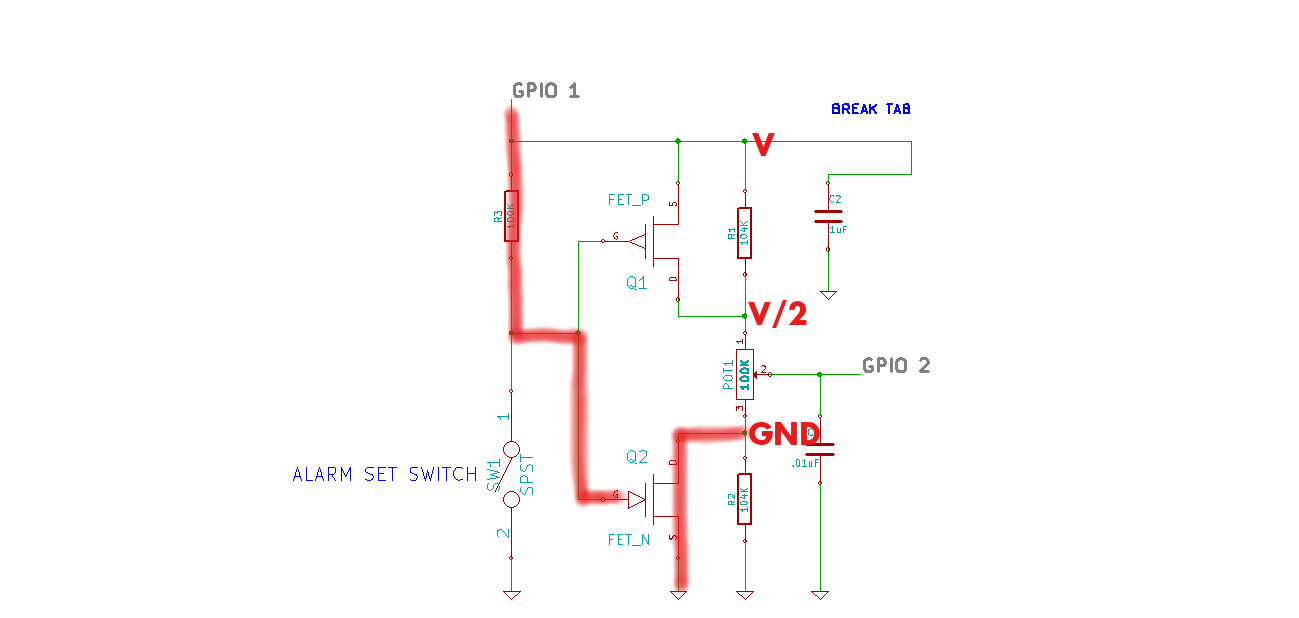 GPIO 1
BREAK TAB
V
FET_P
S
C2
R3
100K
G
R1
104K
1uF
D
Q1
V/2
1
POT1
100K
2
GPIO 2
3
1
GND
Q2
D
.01uF
ALARM SET SWITCH
SW1
SPST
G
R2
104K
2
FET_N
S